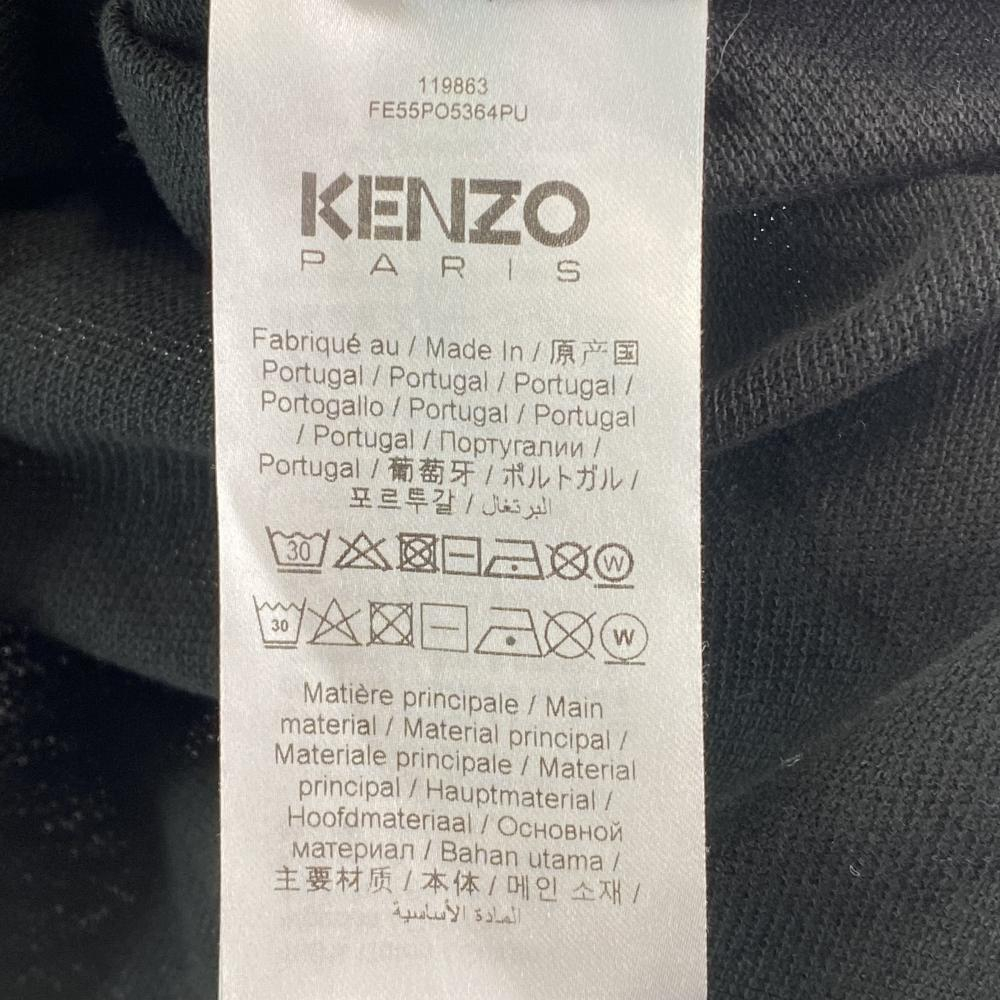 119863
FE55PO5364PU
KENZO
PARIS
Fabriqué au / Made In / 原产国
Portugal / Portugal / Portugal /
Portogallo / Portugal / Portugal
/ Portugal / Португалии /
Portugal / 葡萄牙 / ポルトガル /
포르투갈 / البرتغال
30 W
30 W
Matière principale / Main
material / Material principal /
Materiale principale / Material
principal / Hauptmaterial /
Hoofdmateriaal / Основной
материал / Bahan utama /
主要材质 / 本体 / 메인 소재 /
المادة الأساسية